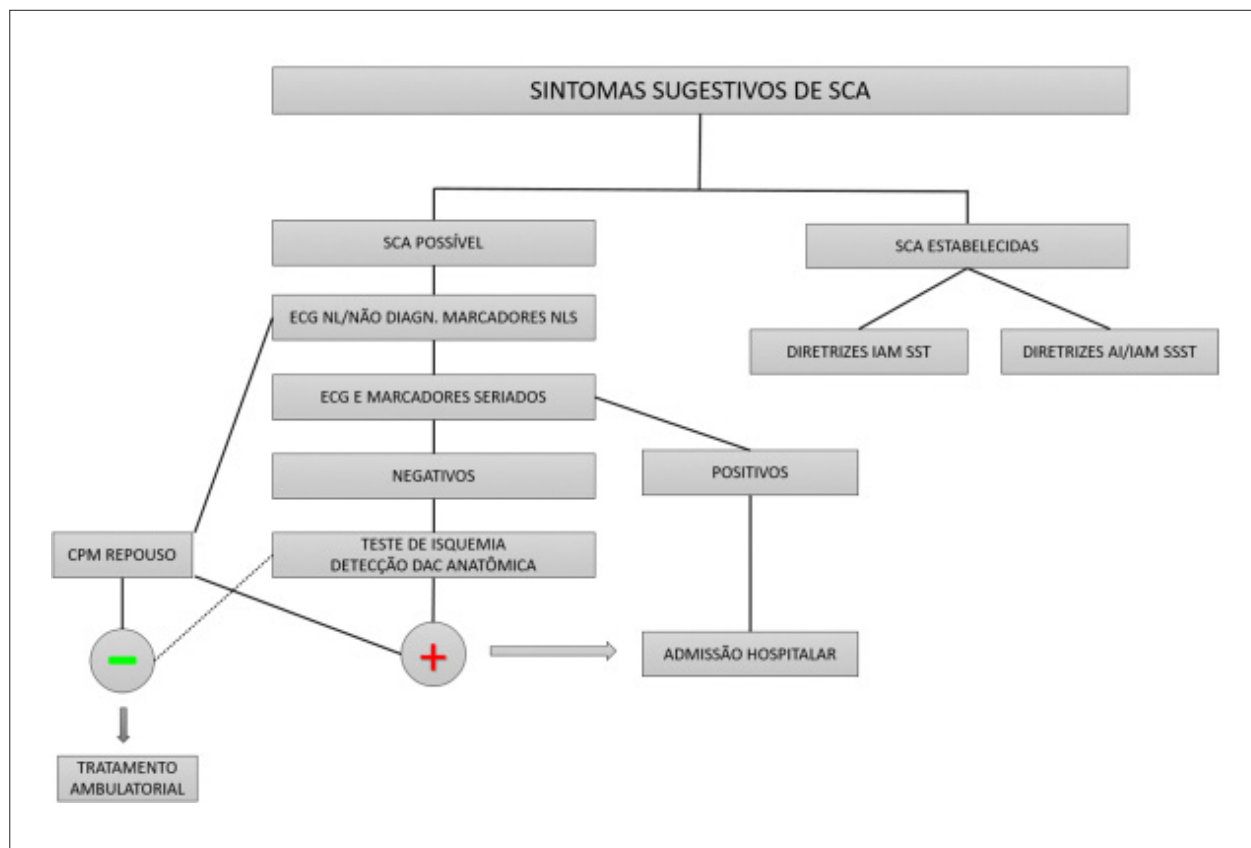 SINTOMAS SUGESTIVOS DE SCA
SCA POSSÍVEL
SCA ESTABELECIDAS
ECG NL/NÃO DIAGN. MARCADORES NLS
DIRETRIZES IAM SST
DIRETRIZES AI/IAM SSST
ECG E MARCADORES SERIADOS
NEGATIVOS
POSITIVOS
CPM REPOUSO
TESTE DE ISQUEMIA
DETECÇÃO DAC ANATÔMICA
−
+
ADMISSÃO HOSPITALAR
TRATAMENTO
AMBULATORIAL